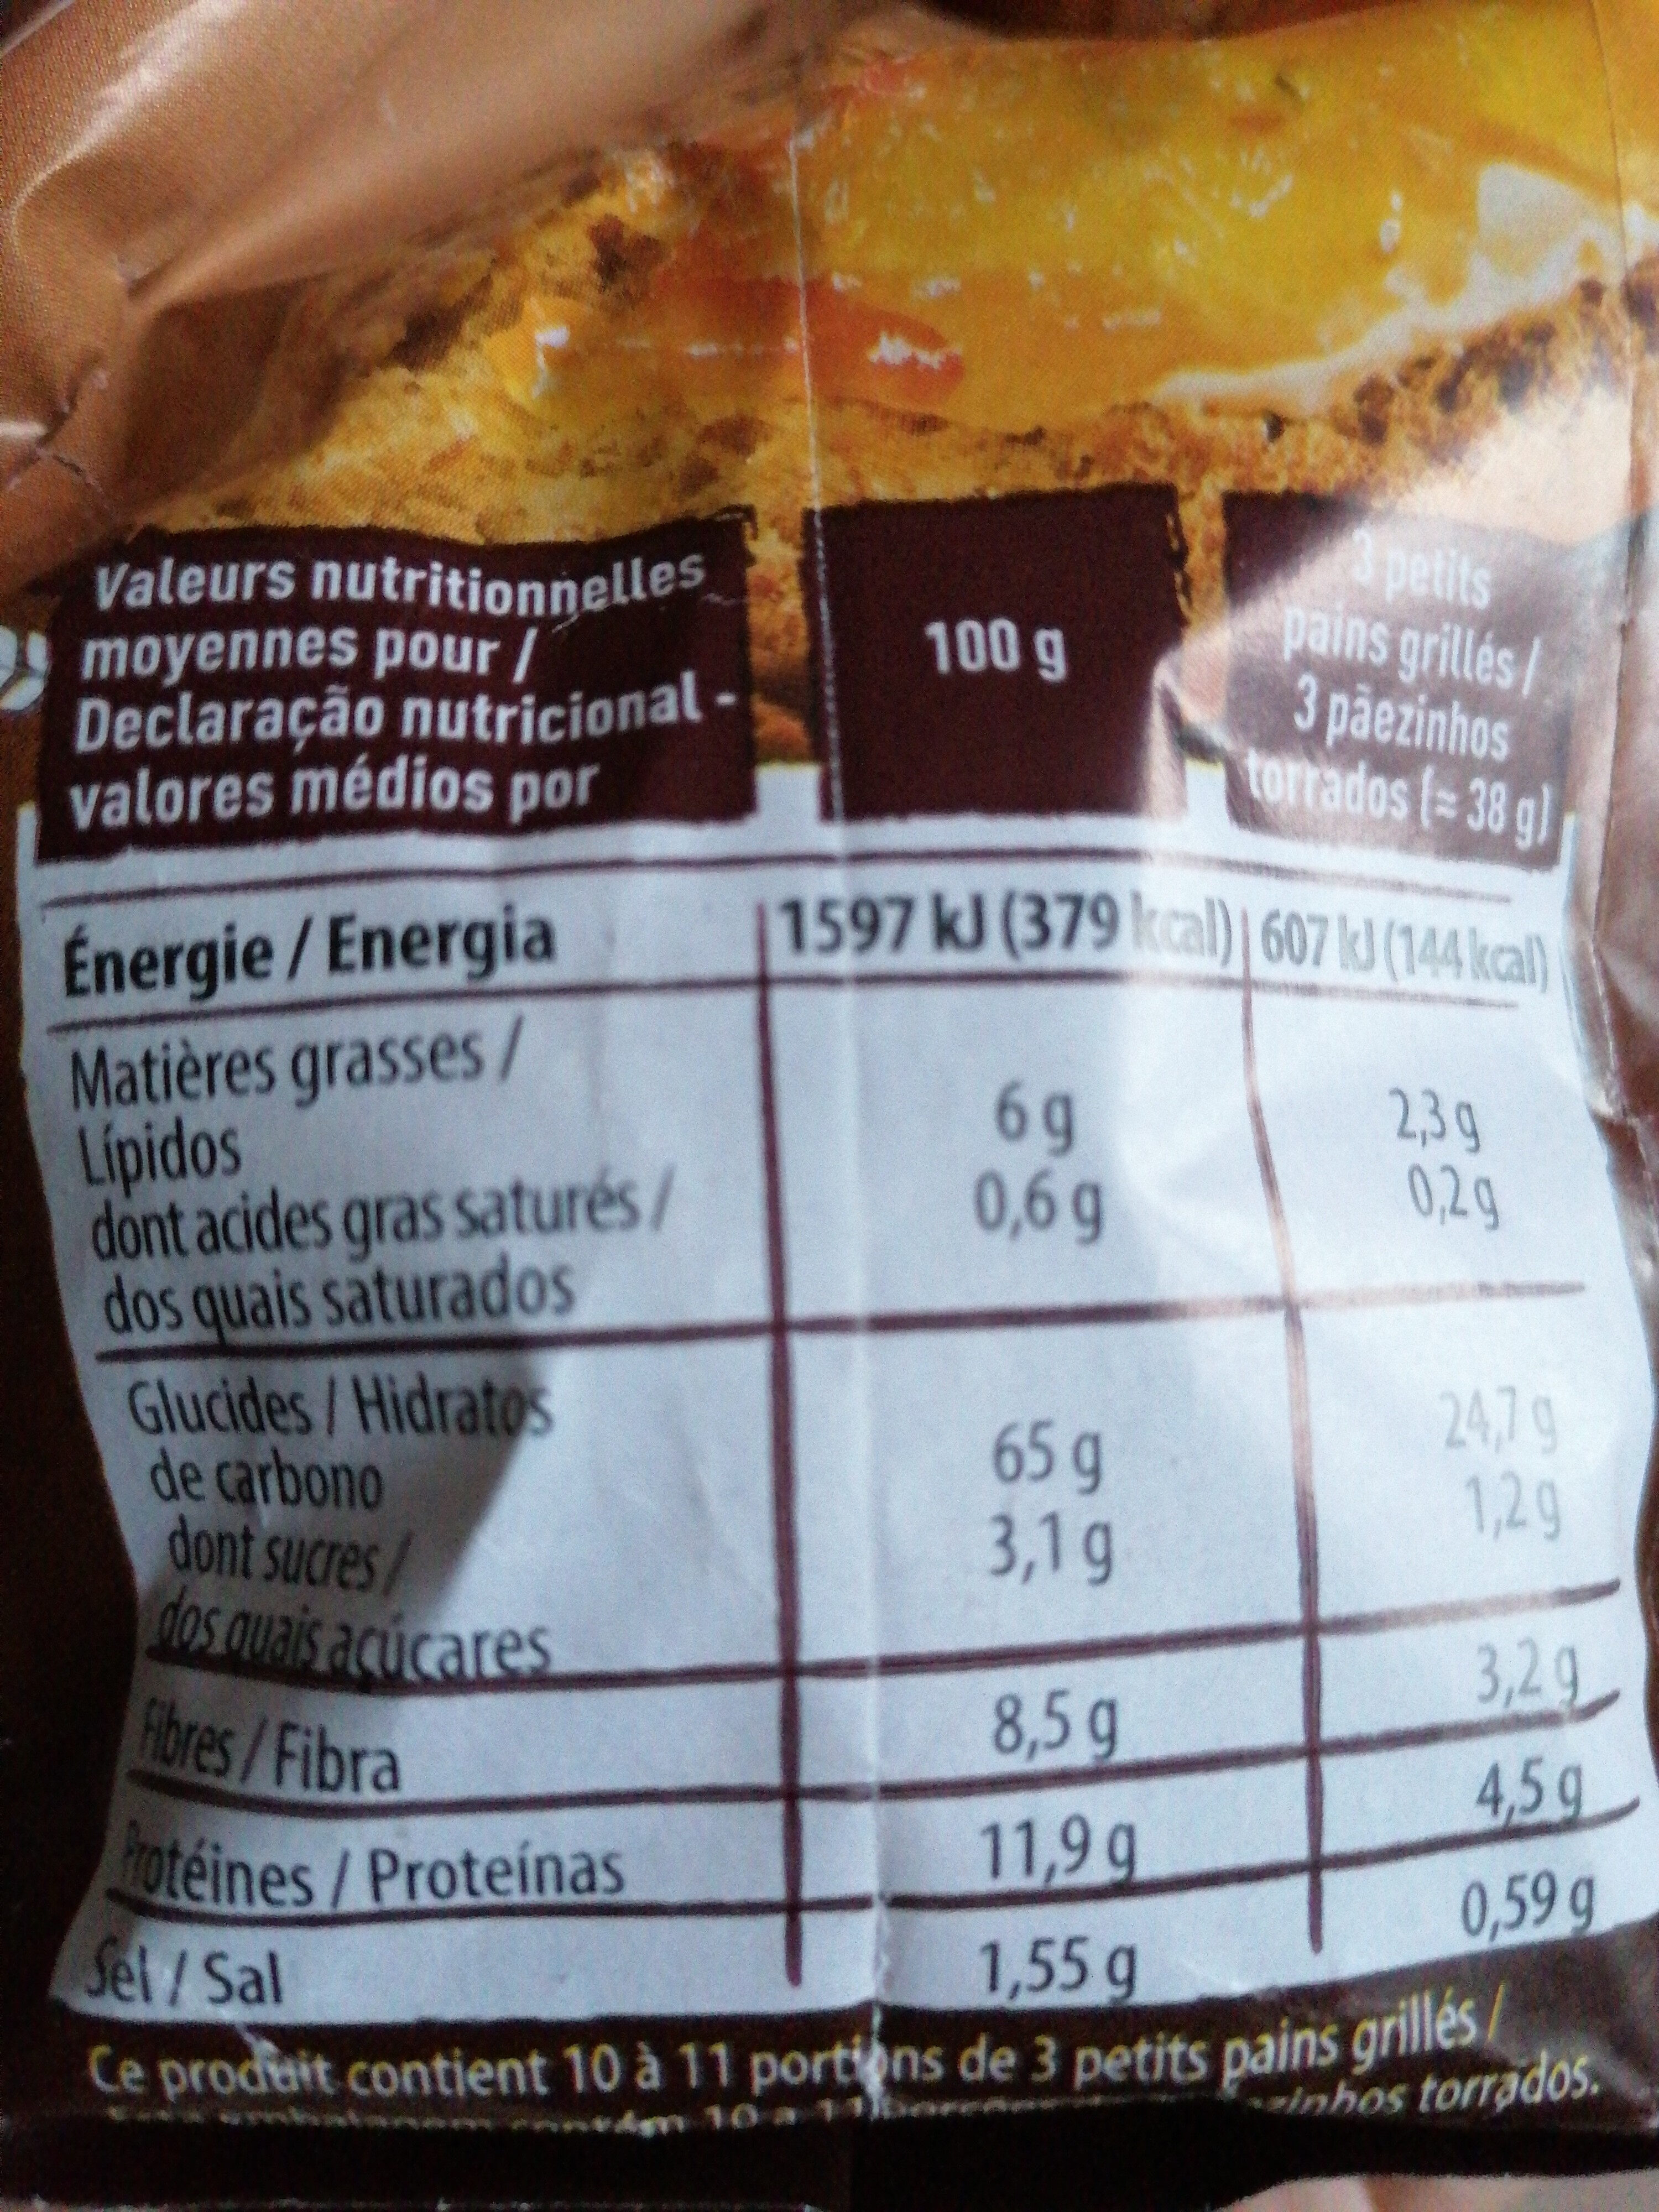 Valeurs nutritionnelles
moyennes pour /
Declaração nutricional -
valores médios por
100 g
3 petits
pains grillés /
3 pãezinhos
torrados (≈ 38 g)
Énergie / Energia 1597 kJ (379 kcal) 607 kJ (144 kcal)
Matières grasses /
Lípidos 6 g 2,3 g
dont acides gras saturés / 0,6 g 0,2 g
dos quais saturados
Glucides / Hidratos
de carbono 65 g 24,7 g
dont sucres / 3,1 g 1,2 g
dos quais açúcares
Fibres / Fibra 8,5 g 3,2 g
Protéines / Proteínas 11,9 g 4,5 g
Sel / Sal 1,55 g 0,59 g
Ce produit contient 10 à 11 portions de 3 petits pains grillés /
10 a 11 torrados.